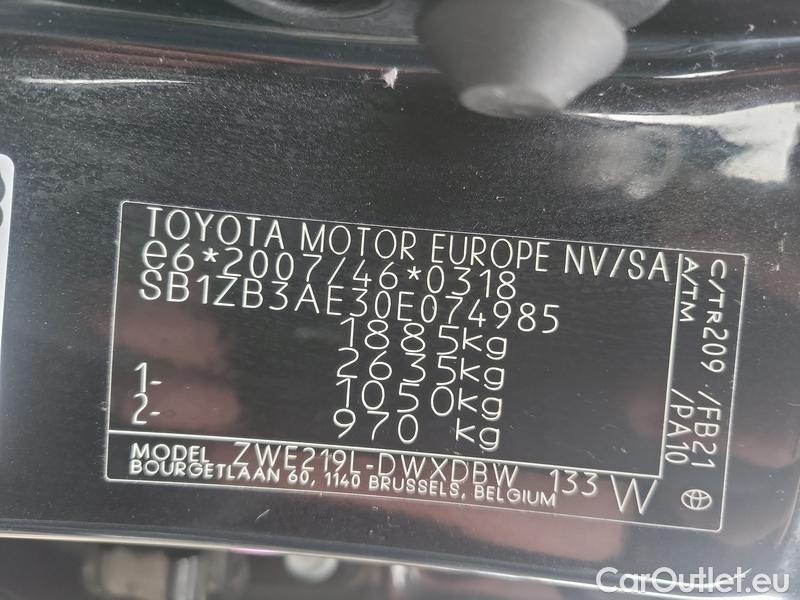 TOYOTA MOTOR EUROPE NV/SA
e6*2007/46*0318
SB1ZB3AE30E074985
1885kg
2635kg
1- 1050kg
2- 970 kg
MODEL ZWE219L-DWXDBW 133 W
BOURGETLAAN 60, 1140 BRUSSELS, BELGIUM
C/TR209 /FB21
A/TM /PA10
CarOutlet.eu